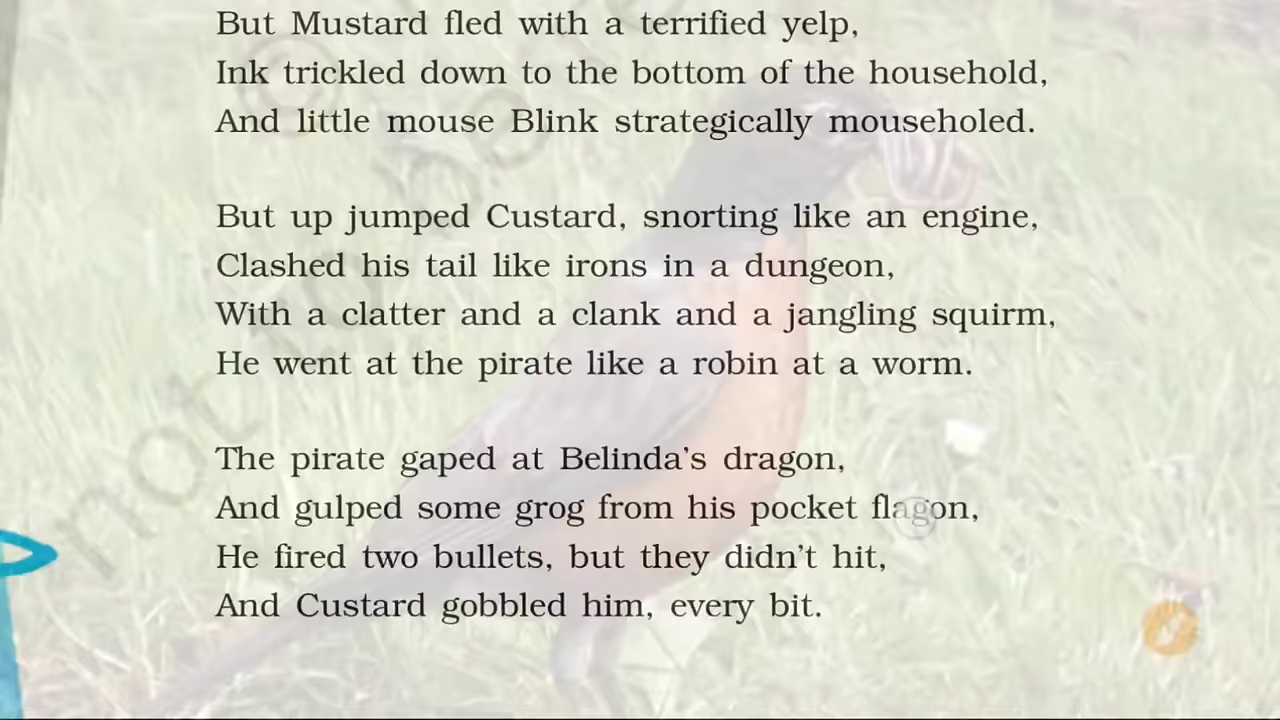 But Mustard fled with a terrified yelp,
Ink trickled down to the bottom of the household,
And little mouse Blink strategically mouseholed.
But up jumped Custard, snorting like an engine,
Clashed his tail like irons in a dungeon,
With a clatter and a clank and a jangling squirm,
He went at the pirate like a robin at a worm.
The pirate gaped at Belinda’s dragon,
And gulped some grog from his pocket flagon,
He fired two bullets, but they didn’t hit,
And Custard gobbled him, every bit.
not be